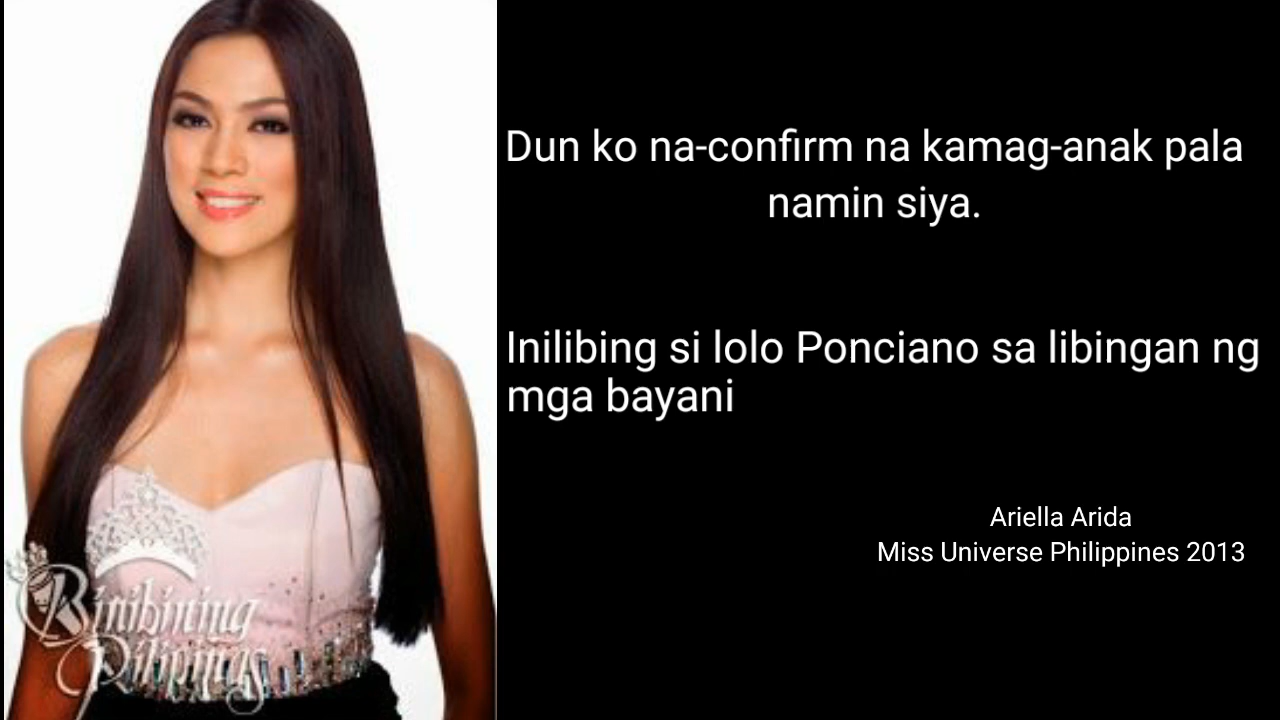 Dun ko na-confirm na kamag-anak pala
namin siya.
Inilibing si lolo Ponciano sa libingan ng
mga bayani
Ariella Arida
Miss Universe Philippines 2013
Binibining
Pilipinas